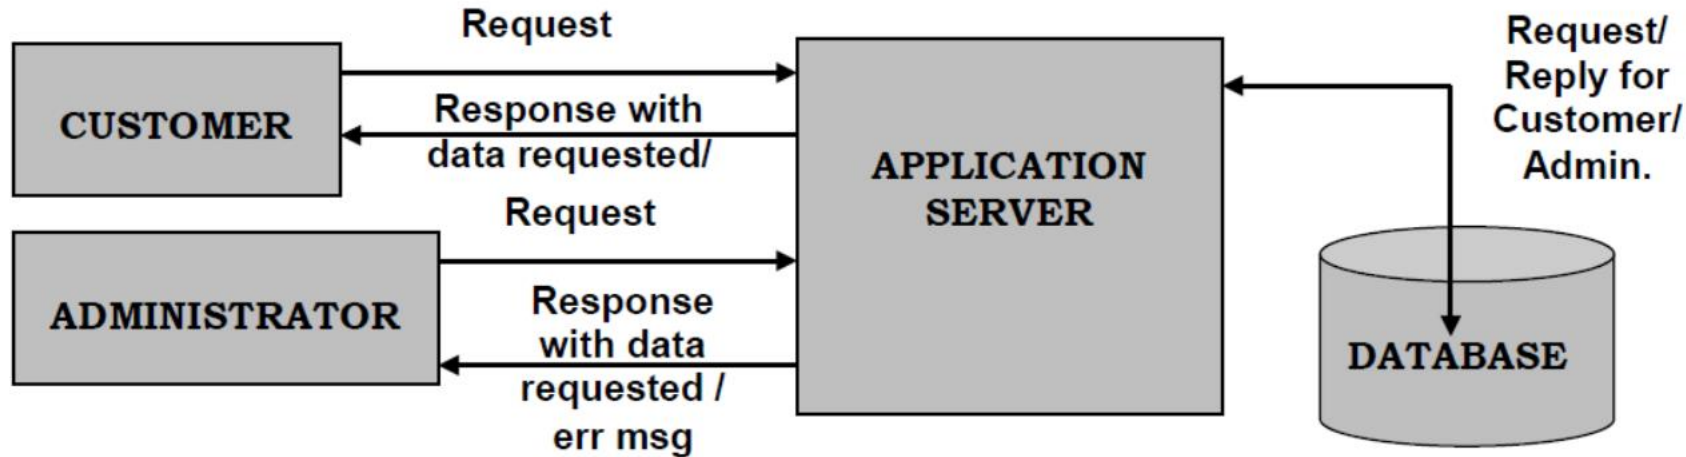 Request
CUSTOMER
Response with
data requested/
Request
ADMINISTRATOR
Response
with data
requested /
err msg
APPLICATION
SERVER
Request/
Reply for
Customer/
Admin.
DATABASE